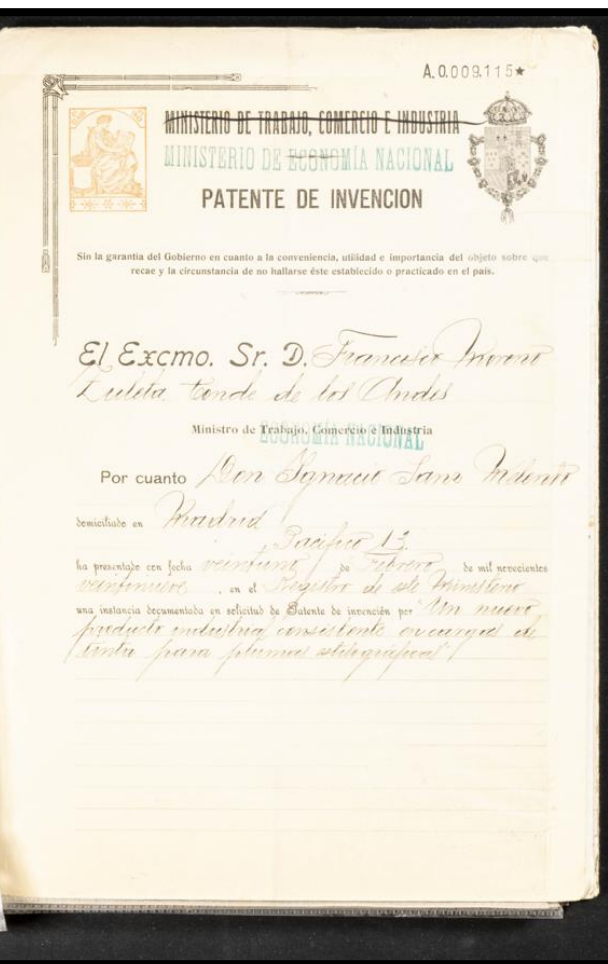 A.0.009.115★
MINISTERIO DE TRABAJO, COMERCIO E INDUSTRIA
MINISTERIO DE ECONOMÍA NACIONAL
PATENTE DE INVENCION
Sin la garantía del Gobierno en cuanto a la conveniencia, utilidad e importancia del objeto sobre que
recae y la circunstancia de no hallarse éste establecido o practicado en el país.
El Excmo. Sr. D. Francisco Moreno
Zuleta Conde de los Andes
Ministro de Trabajo, Comercio e Industria
ECONOMÍA NACIONAL
Por cuanto Don Ignacio Sanz
domiciliado en Madrid
Pacifico 13.
ha presentado con fecha veintiuno de Febrero de mil novecientos
veintinueve, en el Registro de este Ministerio
una instancia documentada en solicitud de Patente de invención por "Un nuevo
producto industrial consistente en cargas de
tinta para plumas estilograficas"